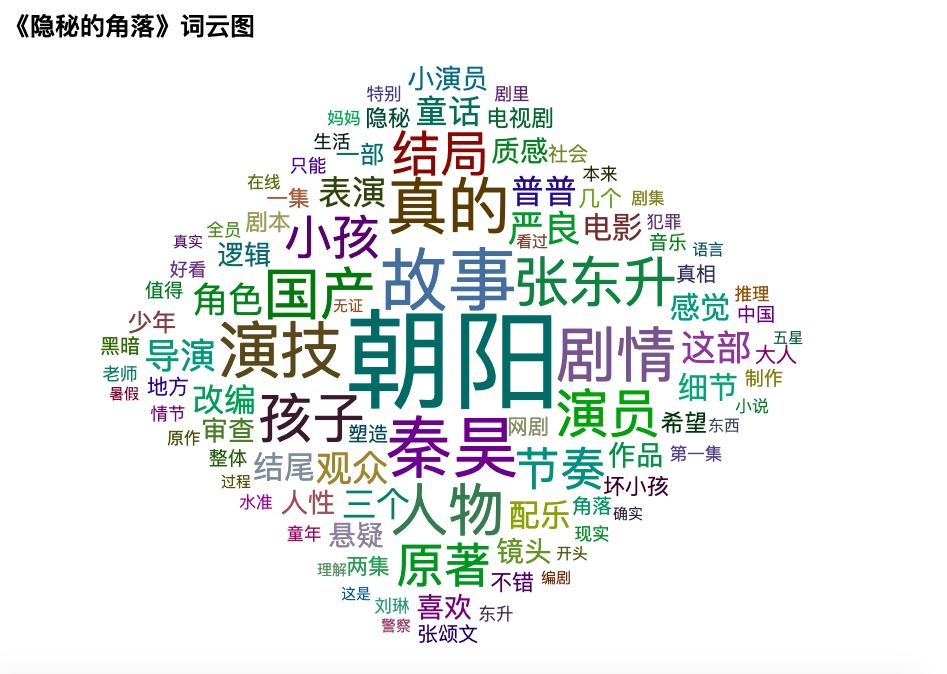 《隐秘的角落》词云图
小演员
特别 剧里
妈妈 隐秘 童话 电视剧
生活 一部 结局 质感 社会
只能 本来
在线 一集 表演 真的 普普 几个 剧集
全员 剧本 小孩 严良 电影 犯罪
真实 逻辑 看过 音乐 语言
好看 故事 张东升 真相
值得 角色 国产 无证 感觉 推理
中国
少年 朝阳 五星
黑暗 导演 演技 剧情 这部 大人
老师 地方 细节 制作
暑假 改编 孩子 演员 小说
情节 希望 东西
原作 审查 塑造 秦昊 网剧
整体 结尾 观众 节奏 作品 第一集
过程 坏小孩
水准 人性 三个 人物 配乐 角落 确实
童年 悬疑 现实
理解 两集 原著 镜头 开头
不错 编剧
这是 刘琳 喜欢 东升
警察 张颂文